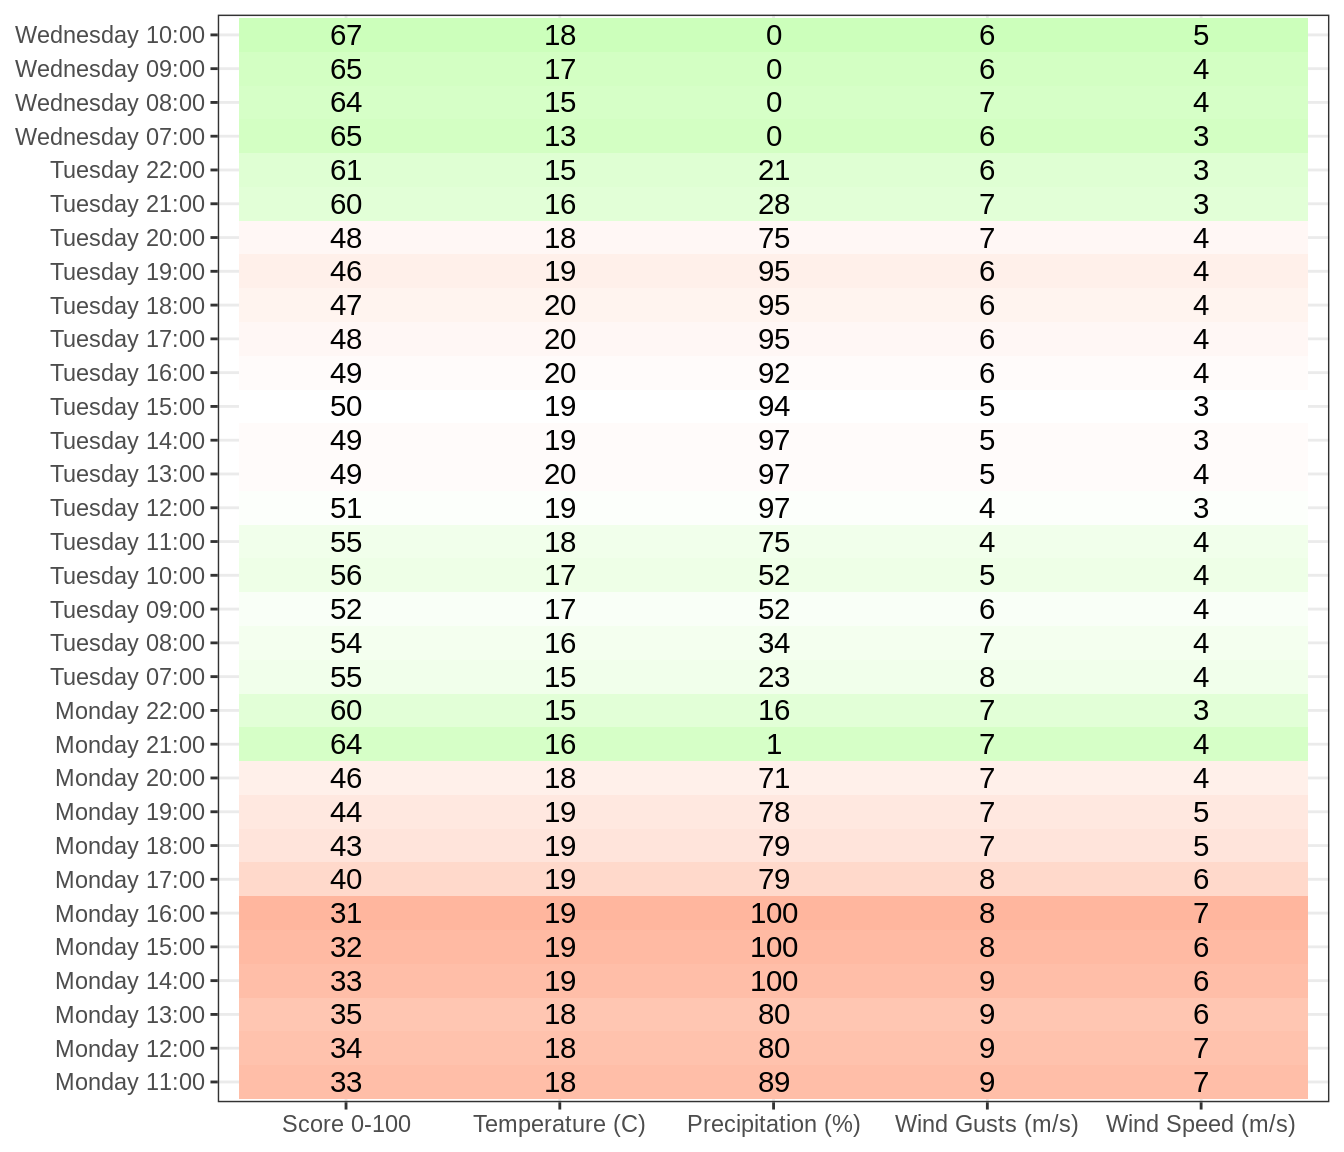 Wednesday 10:00 67 18 0 6 5
Wednesday 09:00 65 17 0 6 4
Wednesday 08:00 64 15 0 7 4
Wednesday 07:00 65 13 0 6 3
Tuesday 22:00 61 15 21 6 3
Tuesday 21:00 60 16 28 7 3
Tuesday 20:00 48 18 75 7 4
Tuesday 19:00 46 19 95 6 4
Tuesday 18:00 47 20 95 6 4
Tuesday 17:00 48 20 95 6 4
Tuesday 16:00 49 20 92 6 4
Tuesday 15:00 50 19 94 5 3
Tuesday 14:00 49 19 97 5 3
Tuesday 13:00 49 20 97 5 4
Tuesday 12:00 51 19 97 4 3
Tuesday 11:00 55 18 75 4 4
Tuesday 10:00 56 17 52 5 4
Tuesday 09:00 52 17 52 6 4
Tuesday 08:00 54 16 34 7 4
Tuesday 07:00 55 15 23 8 4
Monday 22:00 60 15 16 7 3
Monday 21:00 64 16 1 7 4
Monday 20:00 46 18 71 7 4
Monday 19:00 44 19 78 7 5
Monday 18:00 43 19 79 7 5
Monday 17:00 40 19 79 8 6
Monday 16:00 31 19 100 8 7
Monday 15:00 32 19 100 8 6
Monday 14:00 33 19 100 9 6
Monday 13:00 35 18 80 9 6
Monday 12:00 34 18 80 9 7
Monday 11:00 33 18 89 9 7
Score 0-100 Temperature (C) Precipitation (%) Wind Gusts (m/s) Wind Speed (m/s)